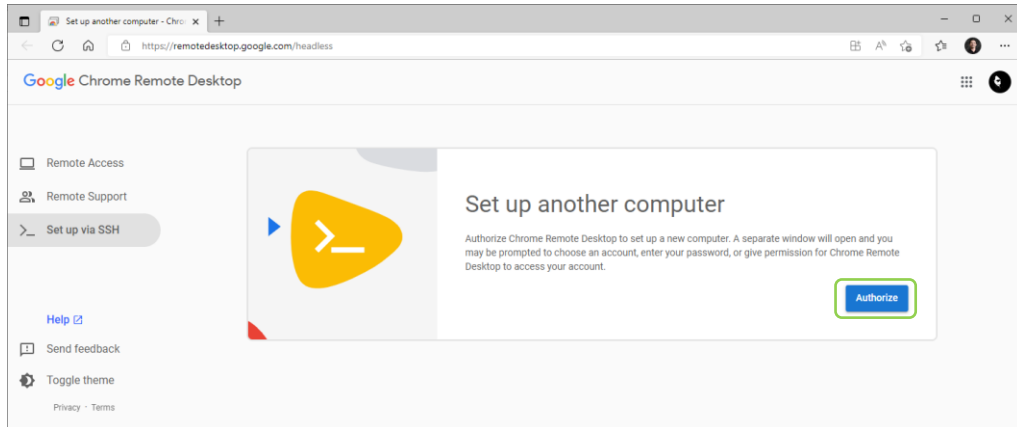 Set up another computer - Chro
https://remotedesktop.google.com/headless
Google Chrome Remote Desktop
Remote Access
Remote Support
Set up via SSH
Set up another computer
Authorize Chrome Remote Desktop to set up a new computer. A separate window will open and you
may be prompted to choose an account, enter your password, or give permission for Chrome Remote
Desktop to access your account.
Authorize
Help
Send feedback
Toggle theme
Privacy · Terms